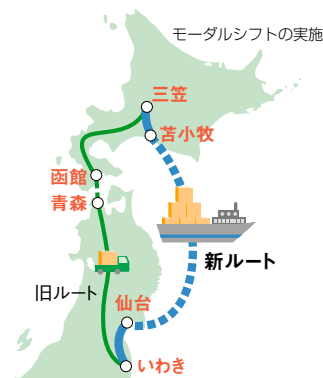 モーダルシフトの実施
三笠
苫小牧
函館
青森
新ルート
旧ルート
仙台
いわき